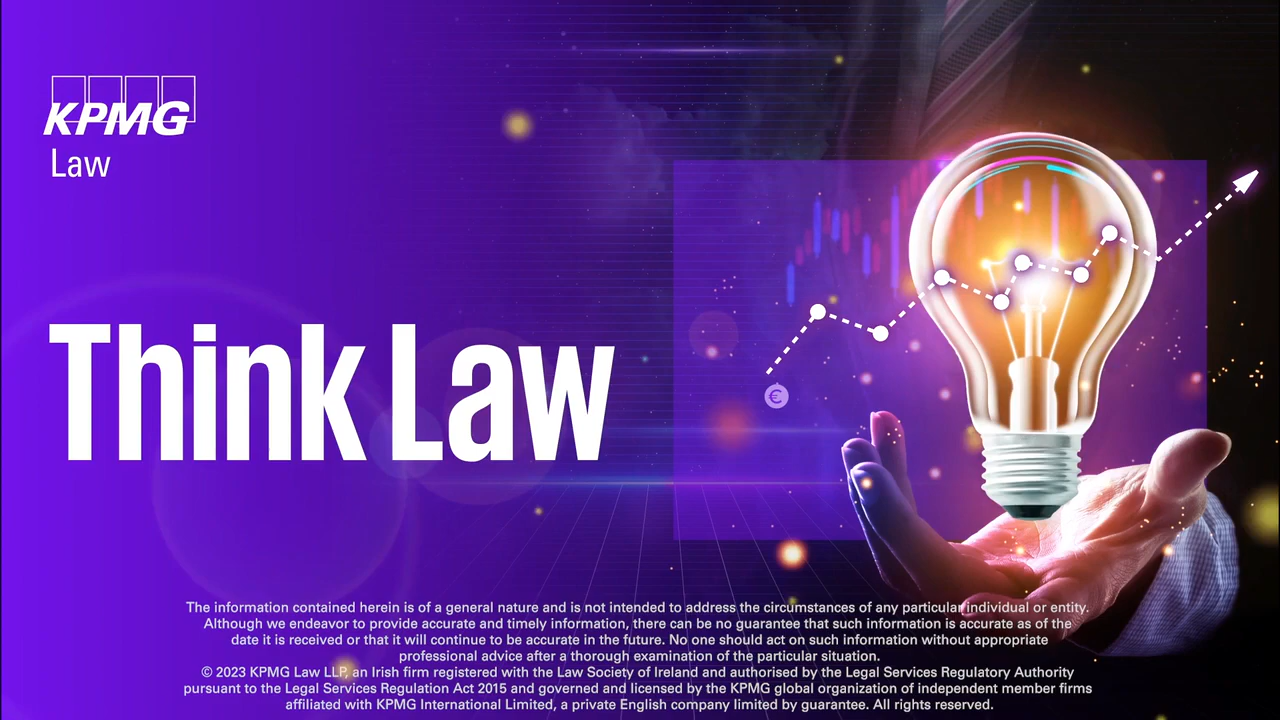 KPMG
Law
Think Law
€
The information contained herein is of a general nature and is not intended to address the circumstances of any particular individual or entity.
Although we endeavor to provide accurate and timely information, there can be no guarantee that such information is accurate as of the
date it is received or that it will continue to be accurate in the future. No one should act on such information without appropriate
professional advice after a thorough examination of the particular situation.
© 2023 KPMG Law LLP, an Irish firm registered with the Law Society of Ireland and authorised by the Legal Services Regulatory Authority
pursuant to the Legal Services Regulation Act 2015 and governed and licensed by the KPMG global organization of independent member firms
affiliated with KPMG International Limited, a private English company limited by guarantee. All rights reserved.